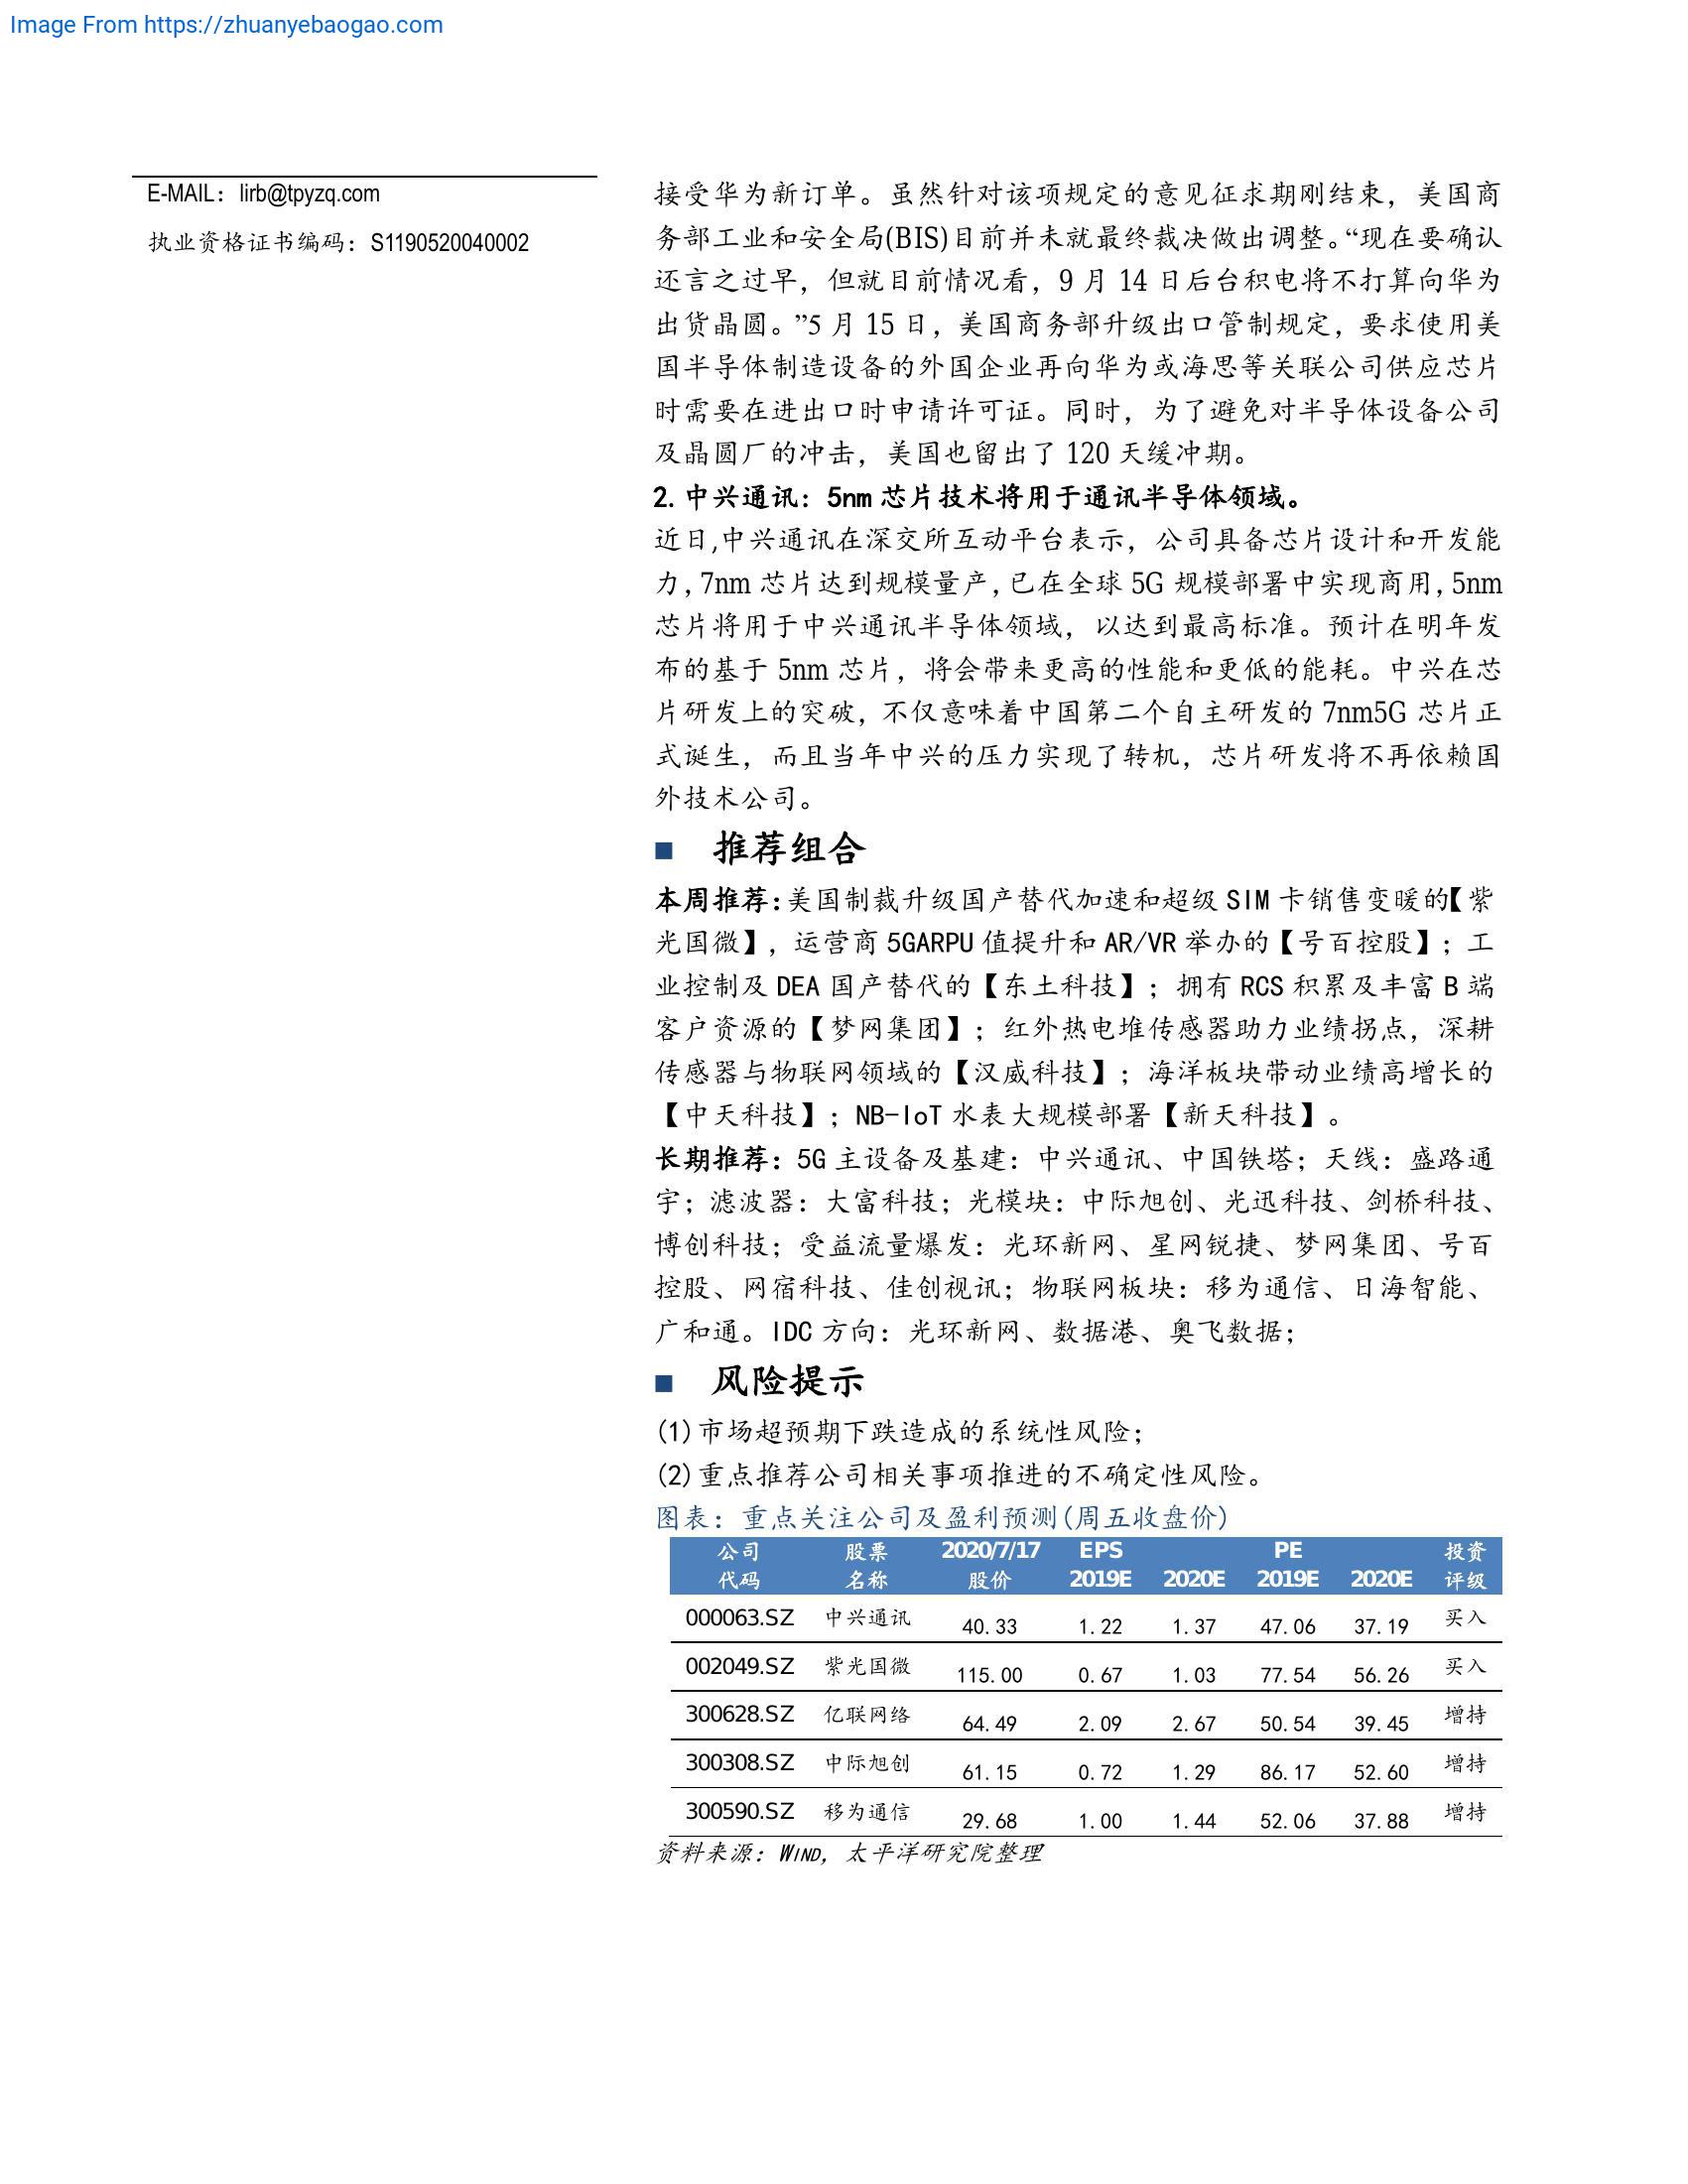 Image From https://zhuanyebaogao.com
E-MAIL：lirb@tpyzq.com
执业资格证书编码：S1190520040002
接受华为新订单。虽然针对该项规定的意见征求期刚结束，美国商
务部工业和安全局(BIS)目前并未就最终裁决做出调整。“现在要确认
还言之过早，但就目前情况看，9 月 14 日后台积电将不打算向华为
出货晶圆。”5 月 15 日，美国商务部升级出口管制规定，要求使用美
国半导体制造设备的外国企业再向华为或海思等关联公司供应芯片
时需要在进出口时申请许可证。同时，为了避免对半导体设备公司
及晶圆厂的冲击，美国也留出了 120 天缓冲期。
2.中兴通讯：5nm 芯片技术将用于通讯半导体领域。
近日,中兴通讯在深交所互动平台表示，公司具备芯片设计和开发能
力,7nm 芯片达到规模量产,已在全球 5G 规模部署中实现商用,5nm
芯片将用于中兴通讯半导体领域，以达到最高标准。预计在明年发
布的基于 5nm 芯片，将会带来更高的性能和更低的能耗。中兴在芯
片研发上的突破，不仅意味着中国第二个自主研发的 7nm5G 芯片正
式诞生，而且当年中兴的压力实现了转机，芯片研发将不再依赖国
外技术公司。
■ 推荐组合
本周推荐:美国制裁升级国产替代加速和超级 SIM 卡销售变暖的【紫
光国微】，运营商 5GARPU 值提升和 AR/VR 举办的【号百控股】；工
业控制及 DEA 国产替代的【东土科技】；拥有 RCS 积累及丰富 B 端
客户资源的【梦网集团】；红外热电堆传感器助力业绩拐点，深耕
传感器与物联网领域的【汉威科技】；海洋板块带动业绩高增长的
【中天科技】；NB-IoT 水表大规模部署【新天科技】。
长期推荐：5G 主设备及基建：中兴通讯、中国铁塔；天线：盛路通
宇；滤波器：大富科技；光模块：中际旭创、光迅科技、剑桥科技、
博创科技；受益流量爆发：光环新网、星网锐捷、梦网集团、号百
控股、网宿科技、佳创视讯；物联网板块：移为通信、日海智能、
广和通。IDC 方向：光环新网、数据港、奥飞数据；
■ 风险提示
(1)市场超预期下跌造成的系统性风险；
(2)重点推荐公司相关事项推进的不确定性风险。
图表：重点关注公司及盈利预测(周五收盘价)
公司 股票 2020/7/17 EPS PE 投资
代码 名称 股价 2019E 2020E 2019E 2020E 评级
000063.SZ 中兴通讯 40.33 1.22 1.37 47.06 37.19 买入
002049.SZ 紫光国微 115.00 0.67 1.03 77.54 56.26 买入
300628.SZ 亿联网络 64.49 2.09 2.67 50.54 39.45 增持
300308.SZ 中际旭创 61.15 0.72 1.29 86.17 52.60 增持
300590.SZ 移为通信 29.68 1.00 1.44 52.06 37.88 增持
资料来源：WIND，太平洋研究院整理